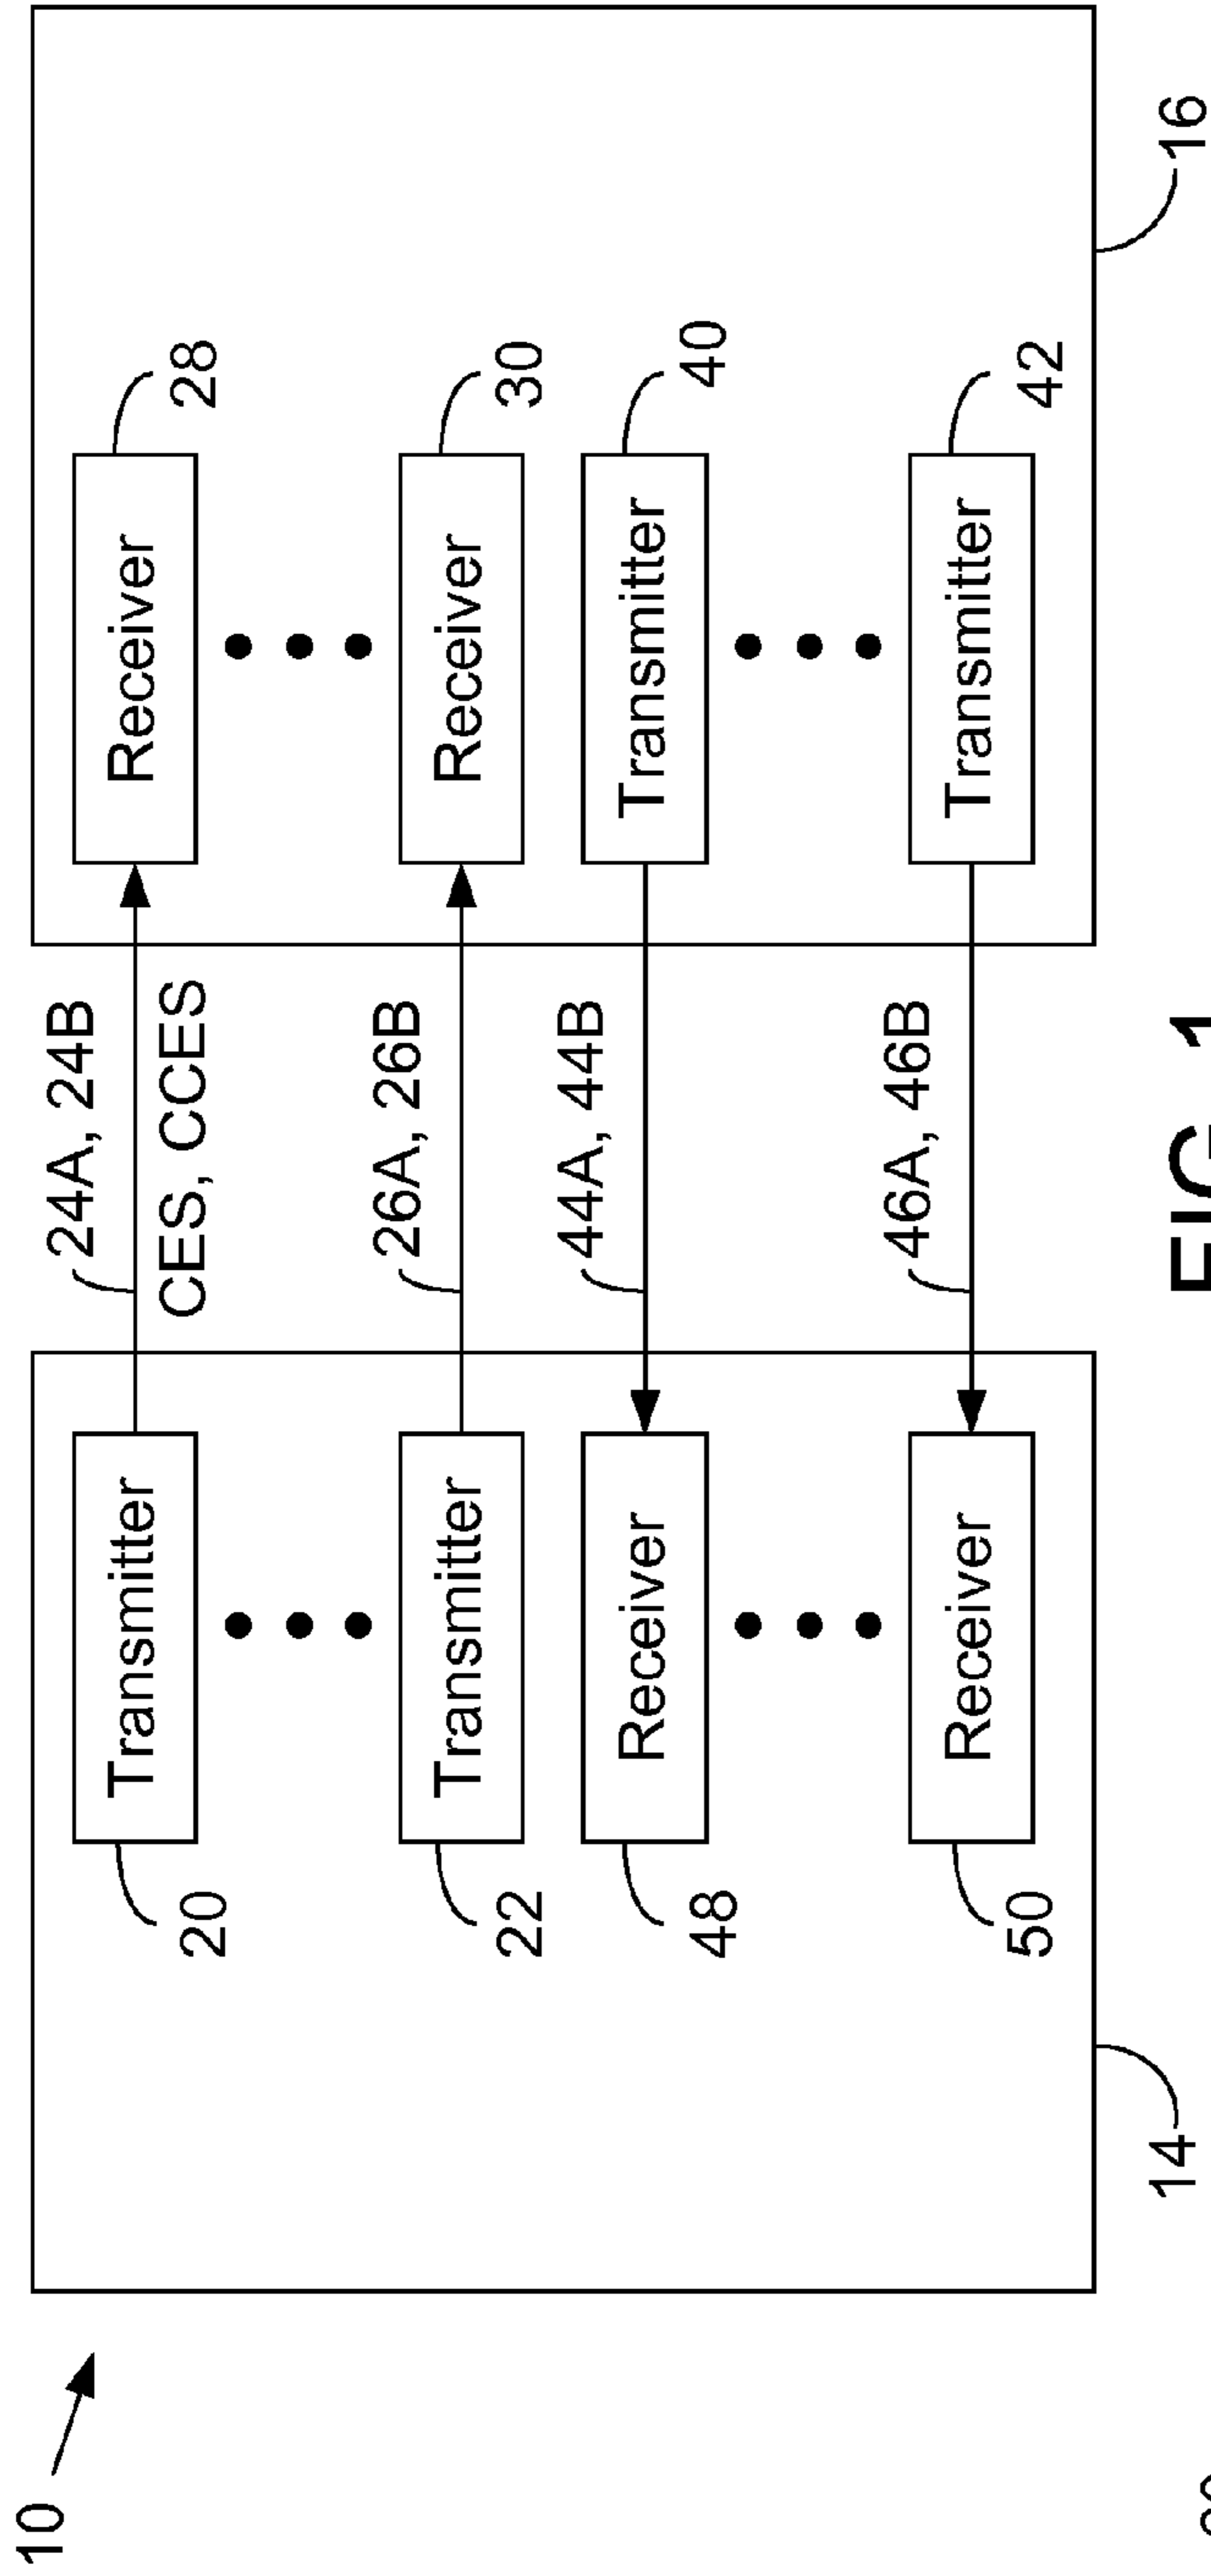 10
24A, 24B
Transmitter
Receiver
20
CES, CCES
28
26A, 26B
Transmitter
Receiver
22
30
44A, 44B
Receiver
Transmitter
48
40
46A, 46B
Receiver
Transmitter
50
42
14
16